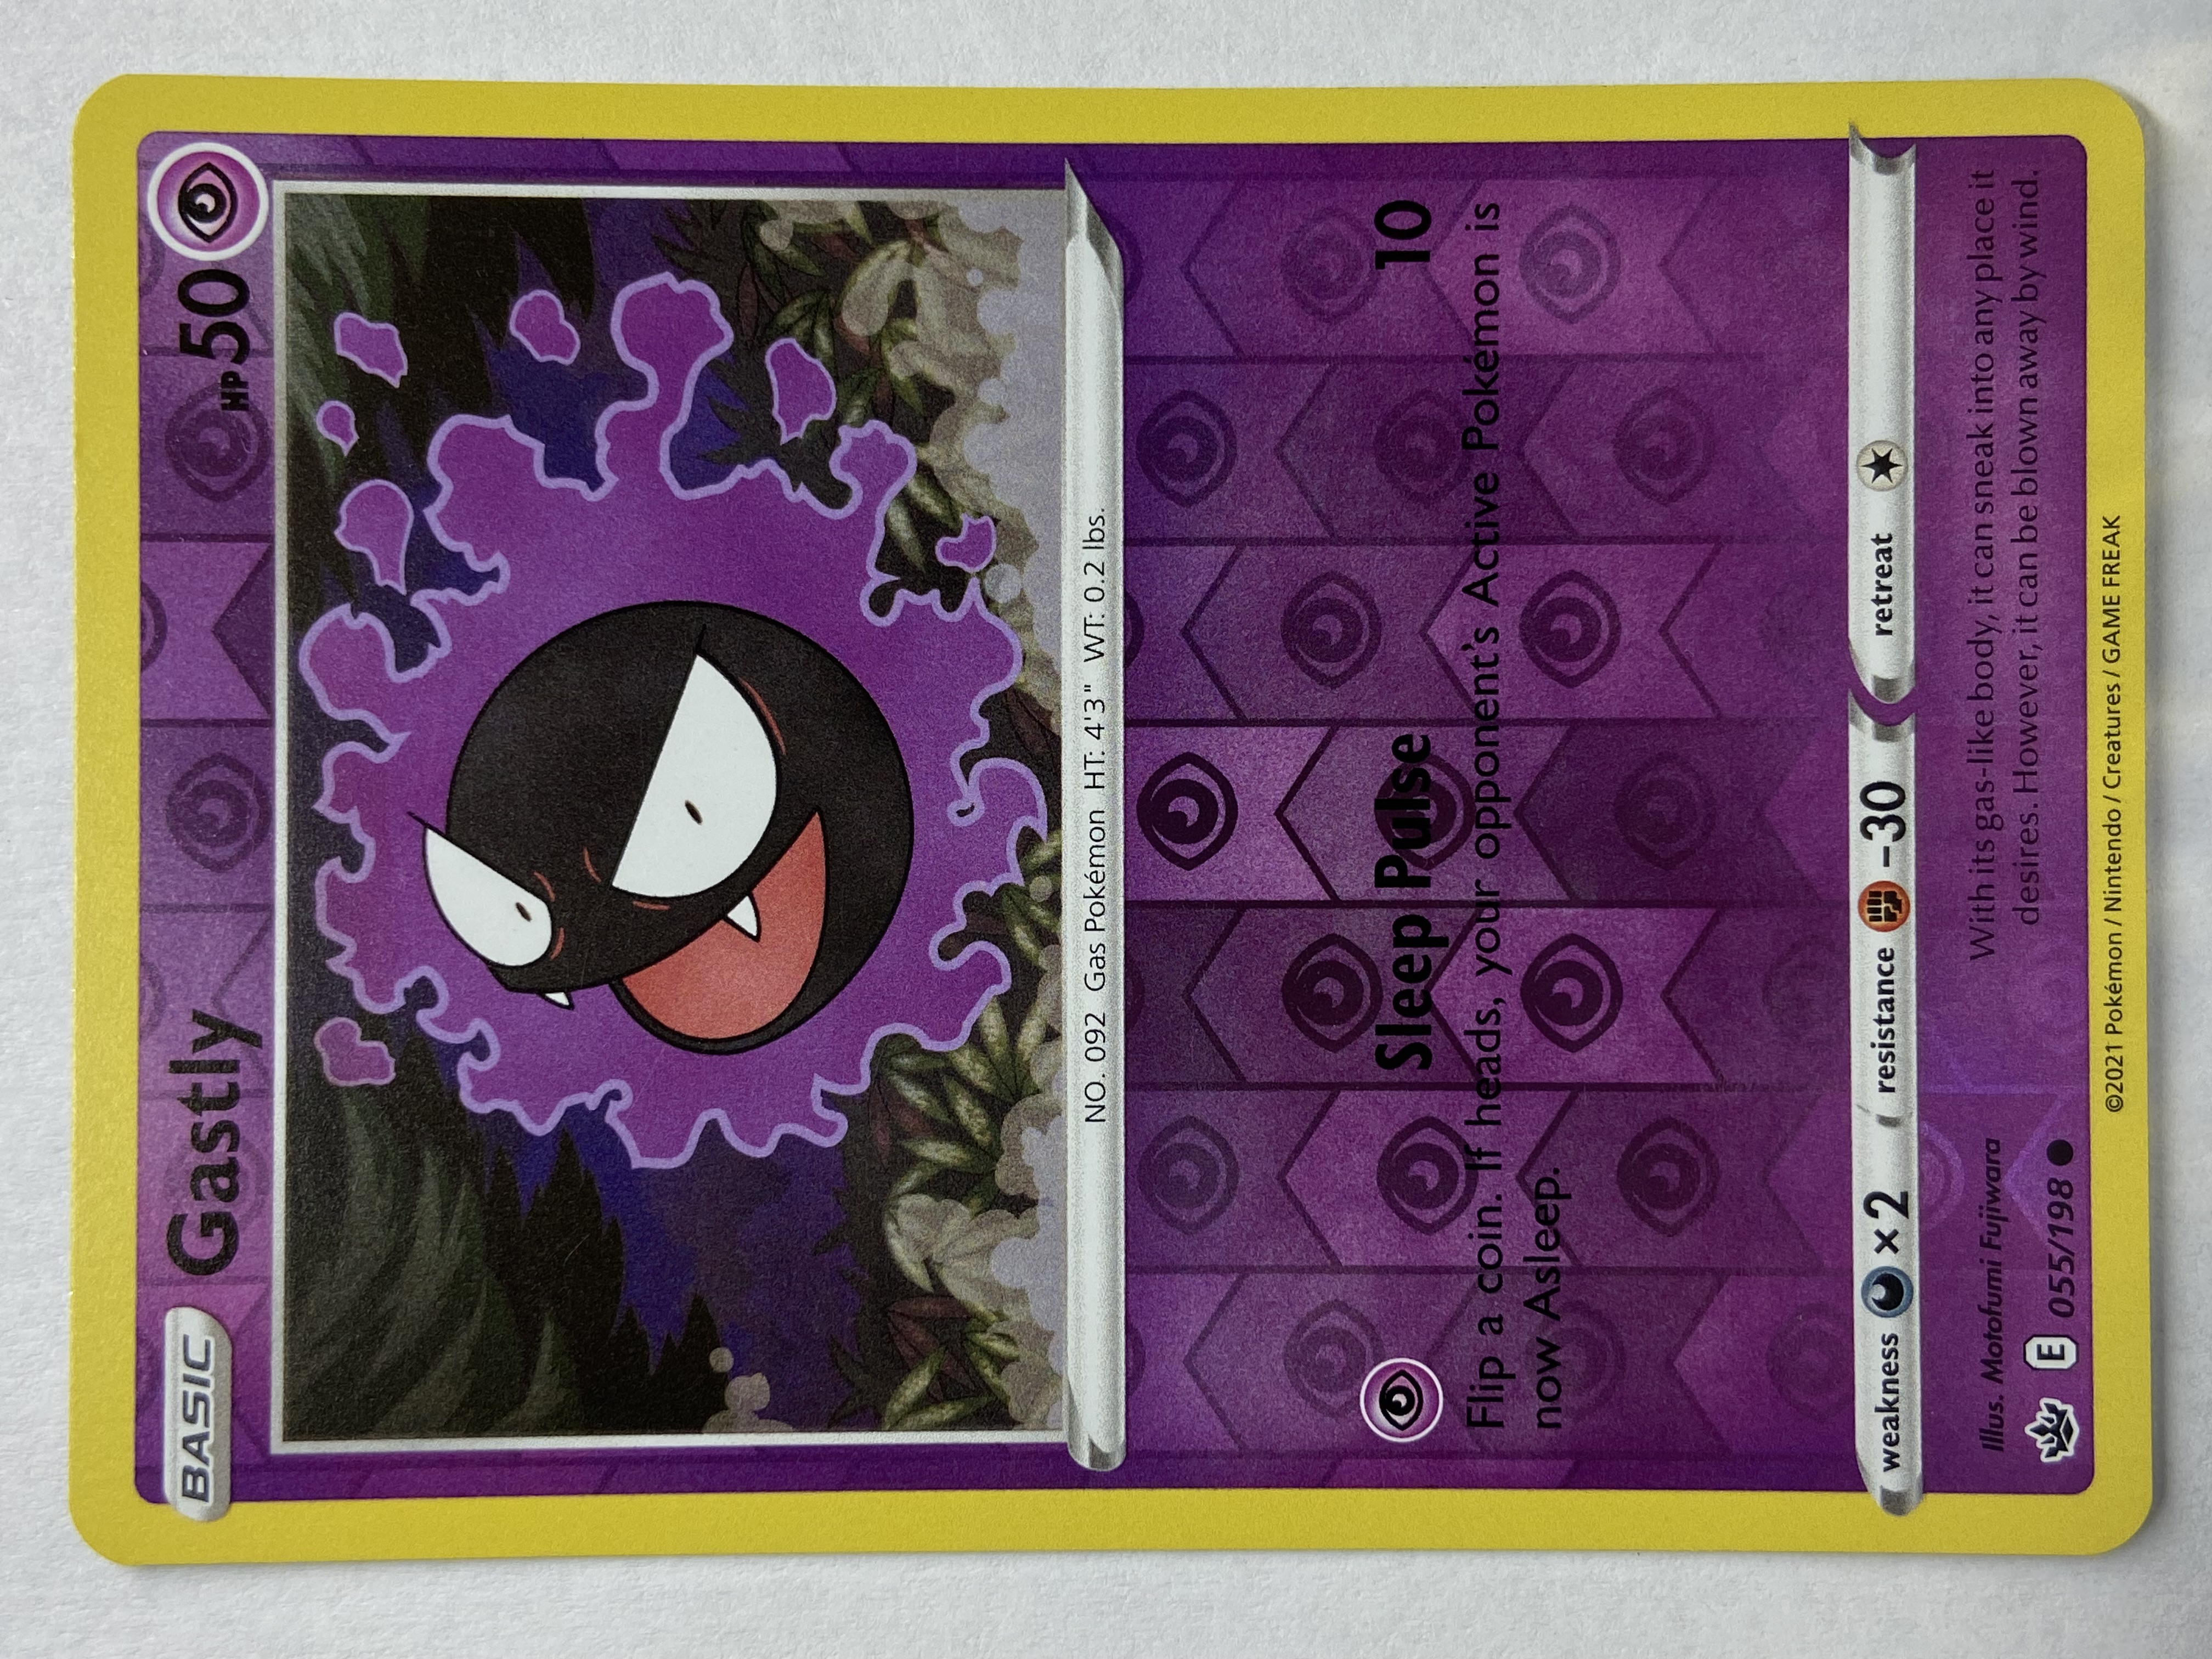 BASIC Gastly HP 50
NO. 092 Gas Pokémon HT: 4'3" WT: 0.2 lbs.
Sleep Pulse 10
Flip a coin. If heads, your opponent's Active Pokémon is
now Asleep.
weakness ×2 resistance -30 retreat
Illus. Motofumi Fujiwara
With its gas-like body, it can sneak into any place it
desires. However, it can be blown away by wind.
E 055/198
©2021 Pokémon / Nintendo / Creatures / GAME FREAK